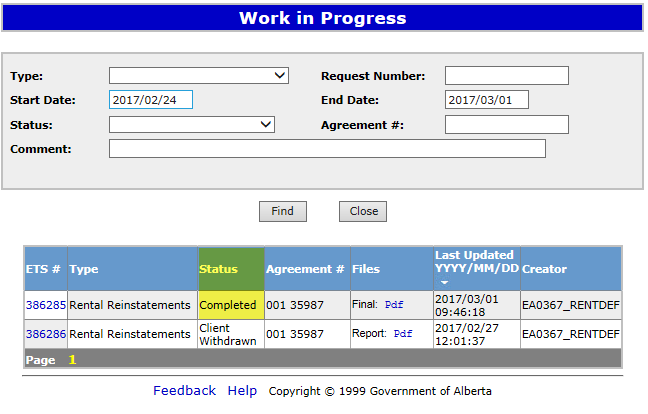 Work in Progress
Type: Request Number:
Start Date: 2017/02/24 End Date: 2017/03/01
Status: Agreement #:
Comment:
Find Close
ETS # Type Status Agreement # Files Last Updated YYYY/MM/DD Creator
386285 Rental Reinstatements Completed 001 35987 Final: Pdf 2017/03/01 09:46:18 EA0367_RENTDEF
386286 Rental Reinstatements Client Withdrawn 001 35987 Report: Pdf 2017/02/27 12:01:37 EA0367_RENTDEF
Page 1
Feedback Help Copyright © 1999 Government of Alberta